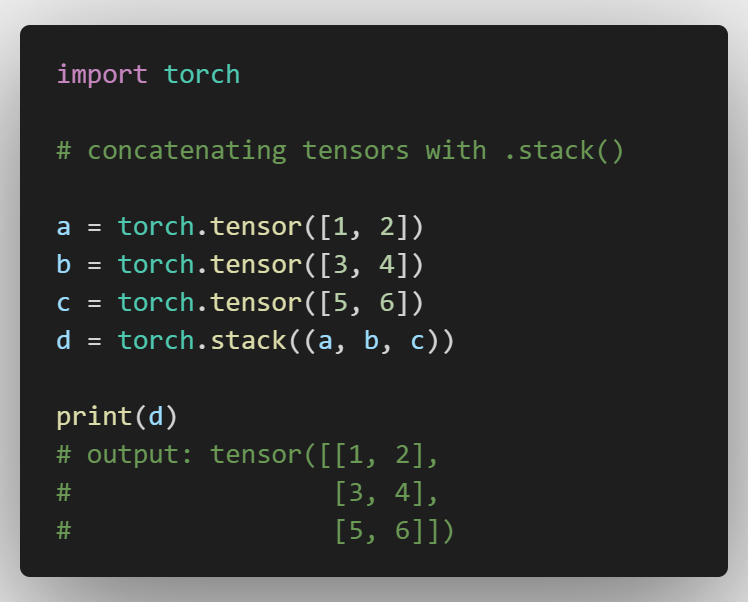 import torch
# concatenating tensors with .stack()
a = torch.tensor([1, 2])
b = torch.tensor([3, 4])
c = torch.tensor([5, 6])
d = torch.stack((a, b, c))
print(d)
# output: tensor([[1, 2],
#                 [3, 4],
#                 [5, 6]])